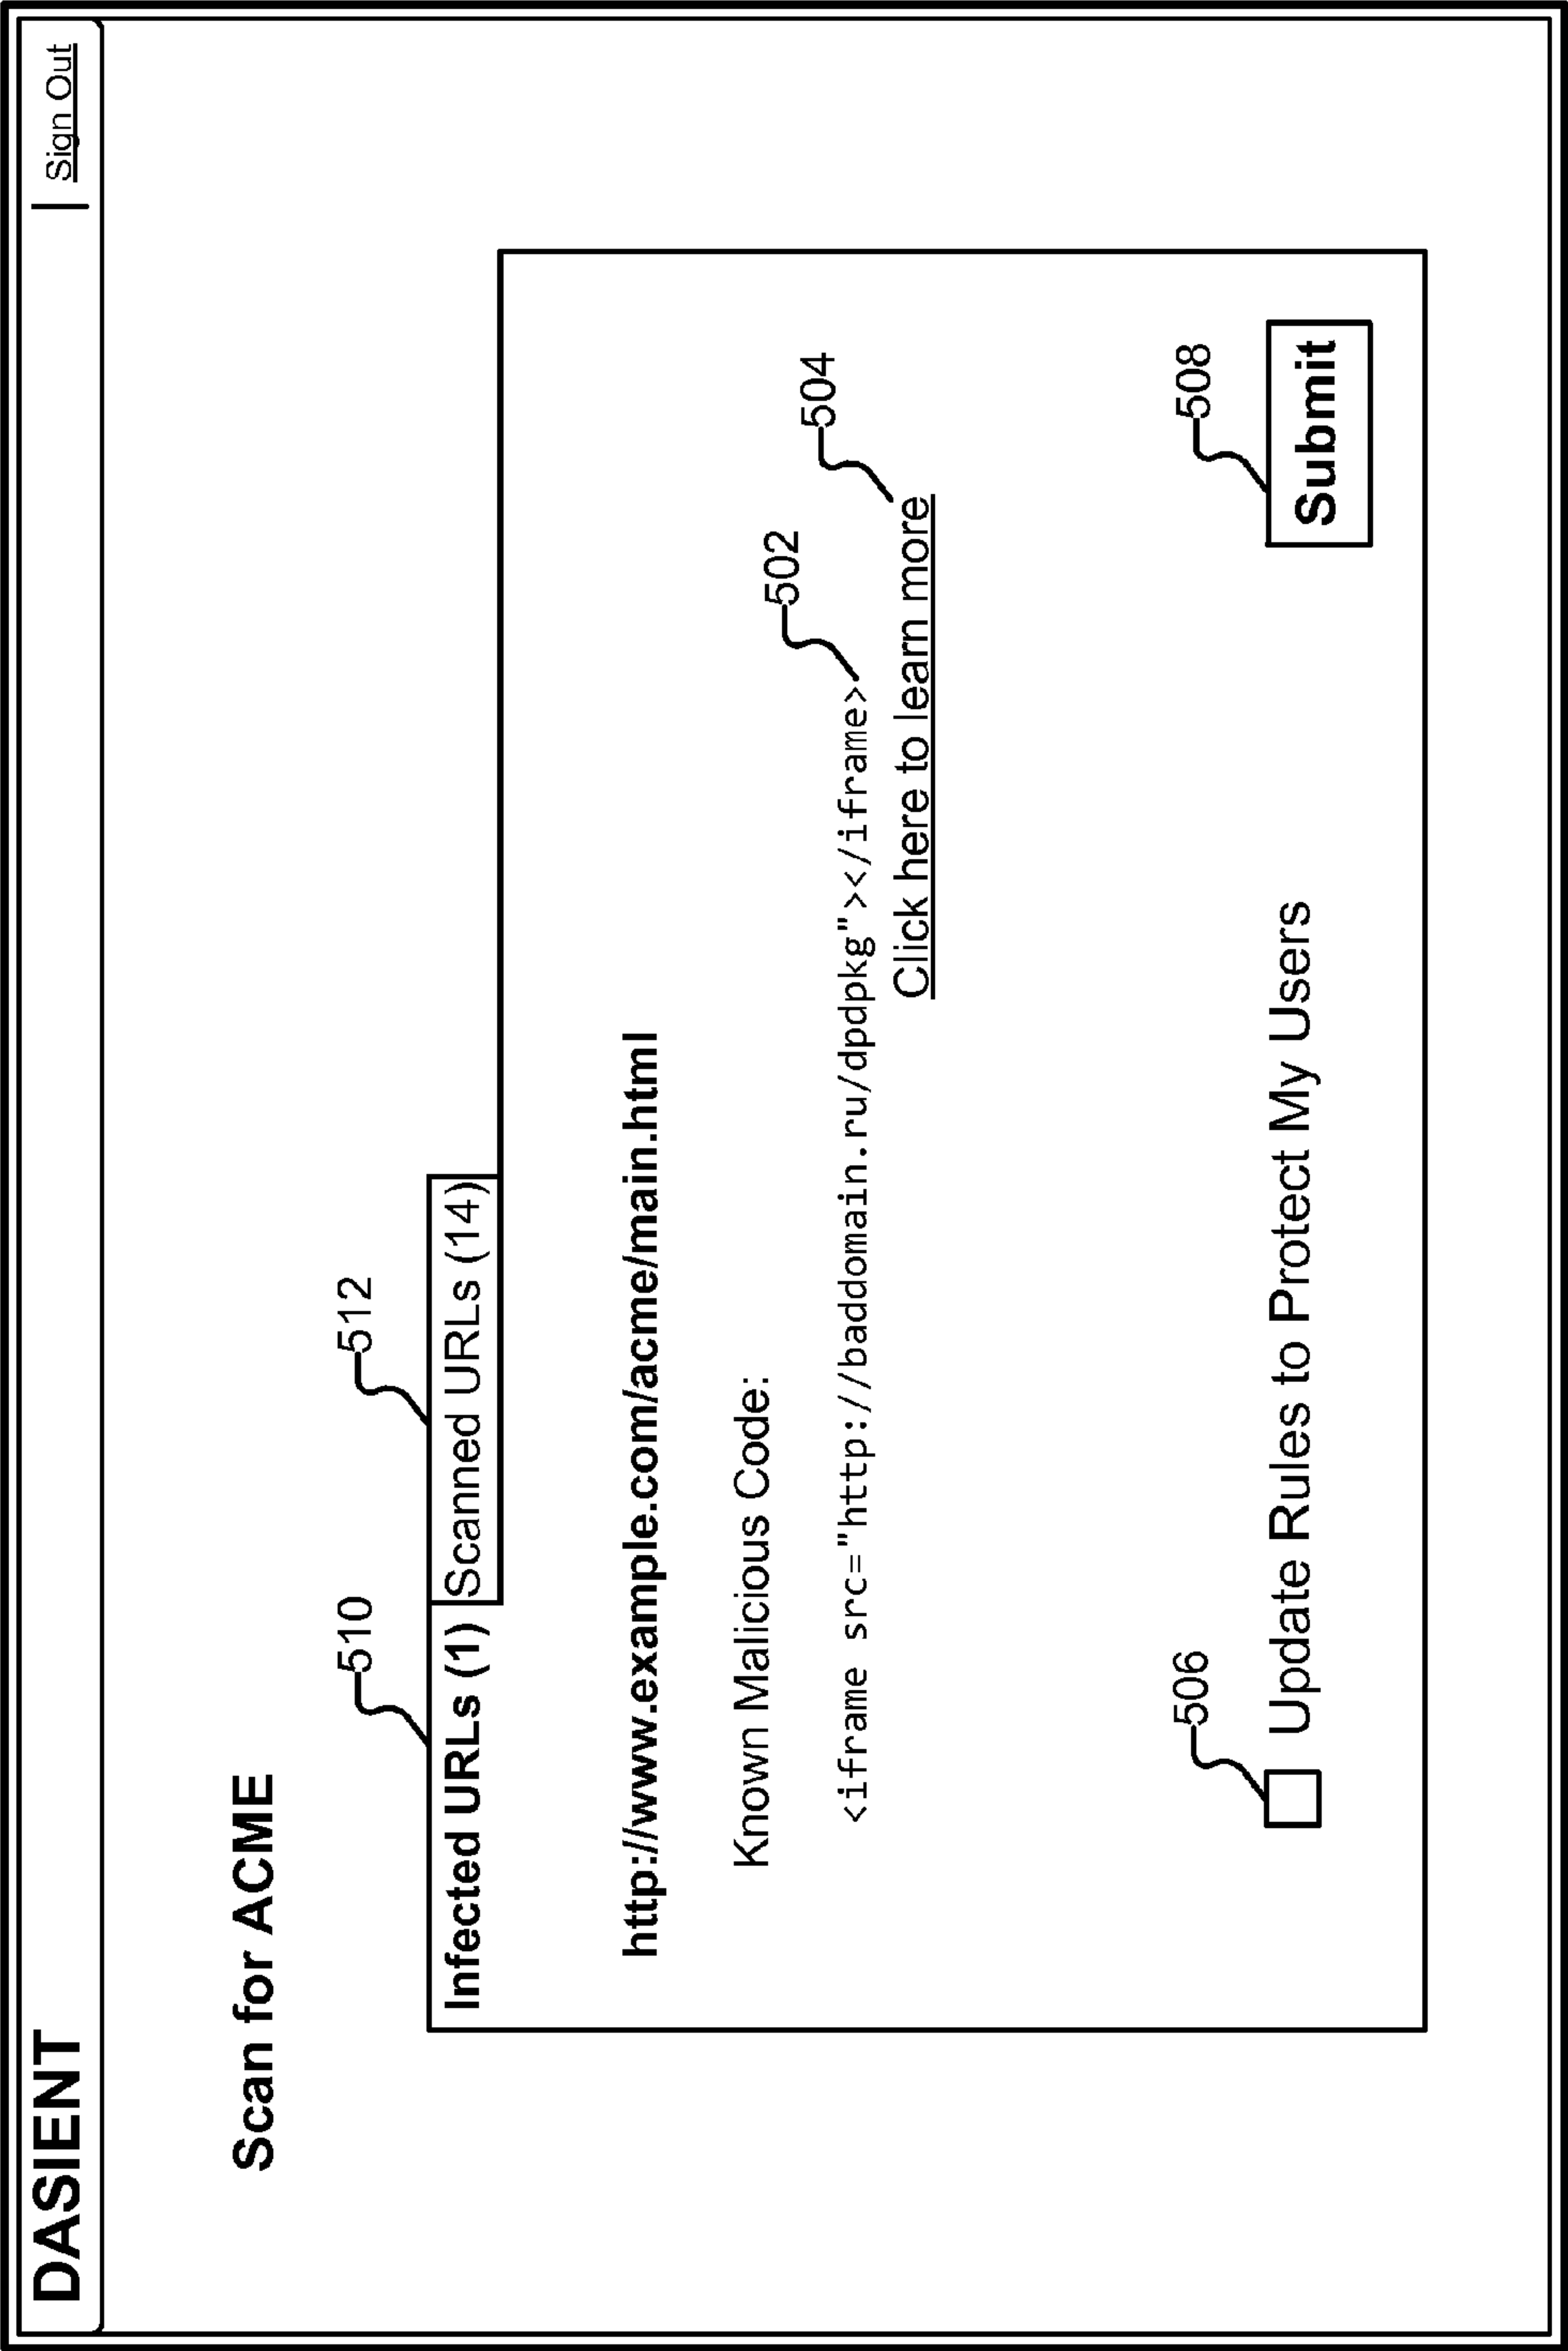 DASIENT
| Sign Out
Scan for ACME
510
512
Infected URLs (1) Scanned URLs (14)
http://www.example.com/acme/main.html
Known Malicious Code:
502
<iframe src="http://baddomain.ru/dpdpkg"></iframe>
504
Click here to learn more
506
508
Update Rules to Protect My Users
Submit